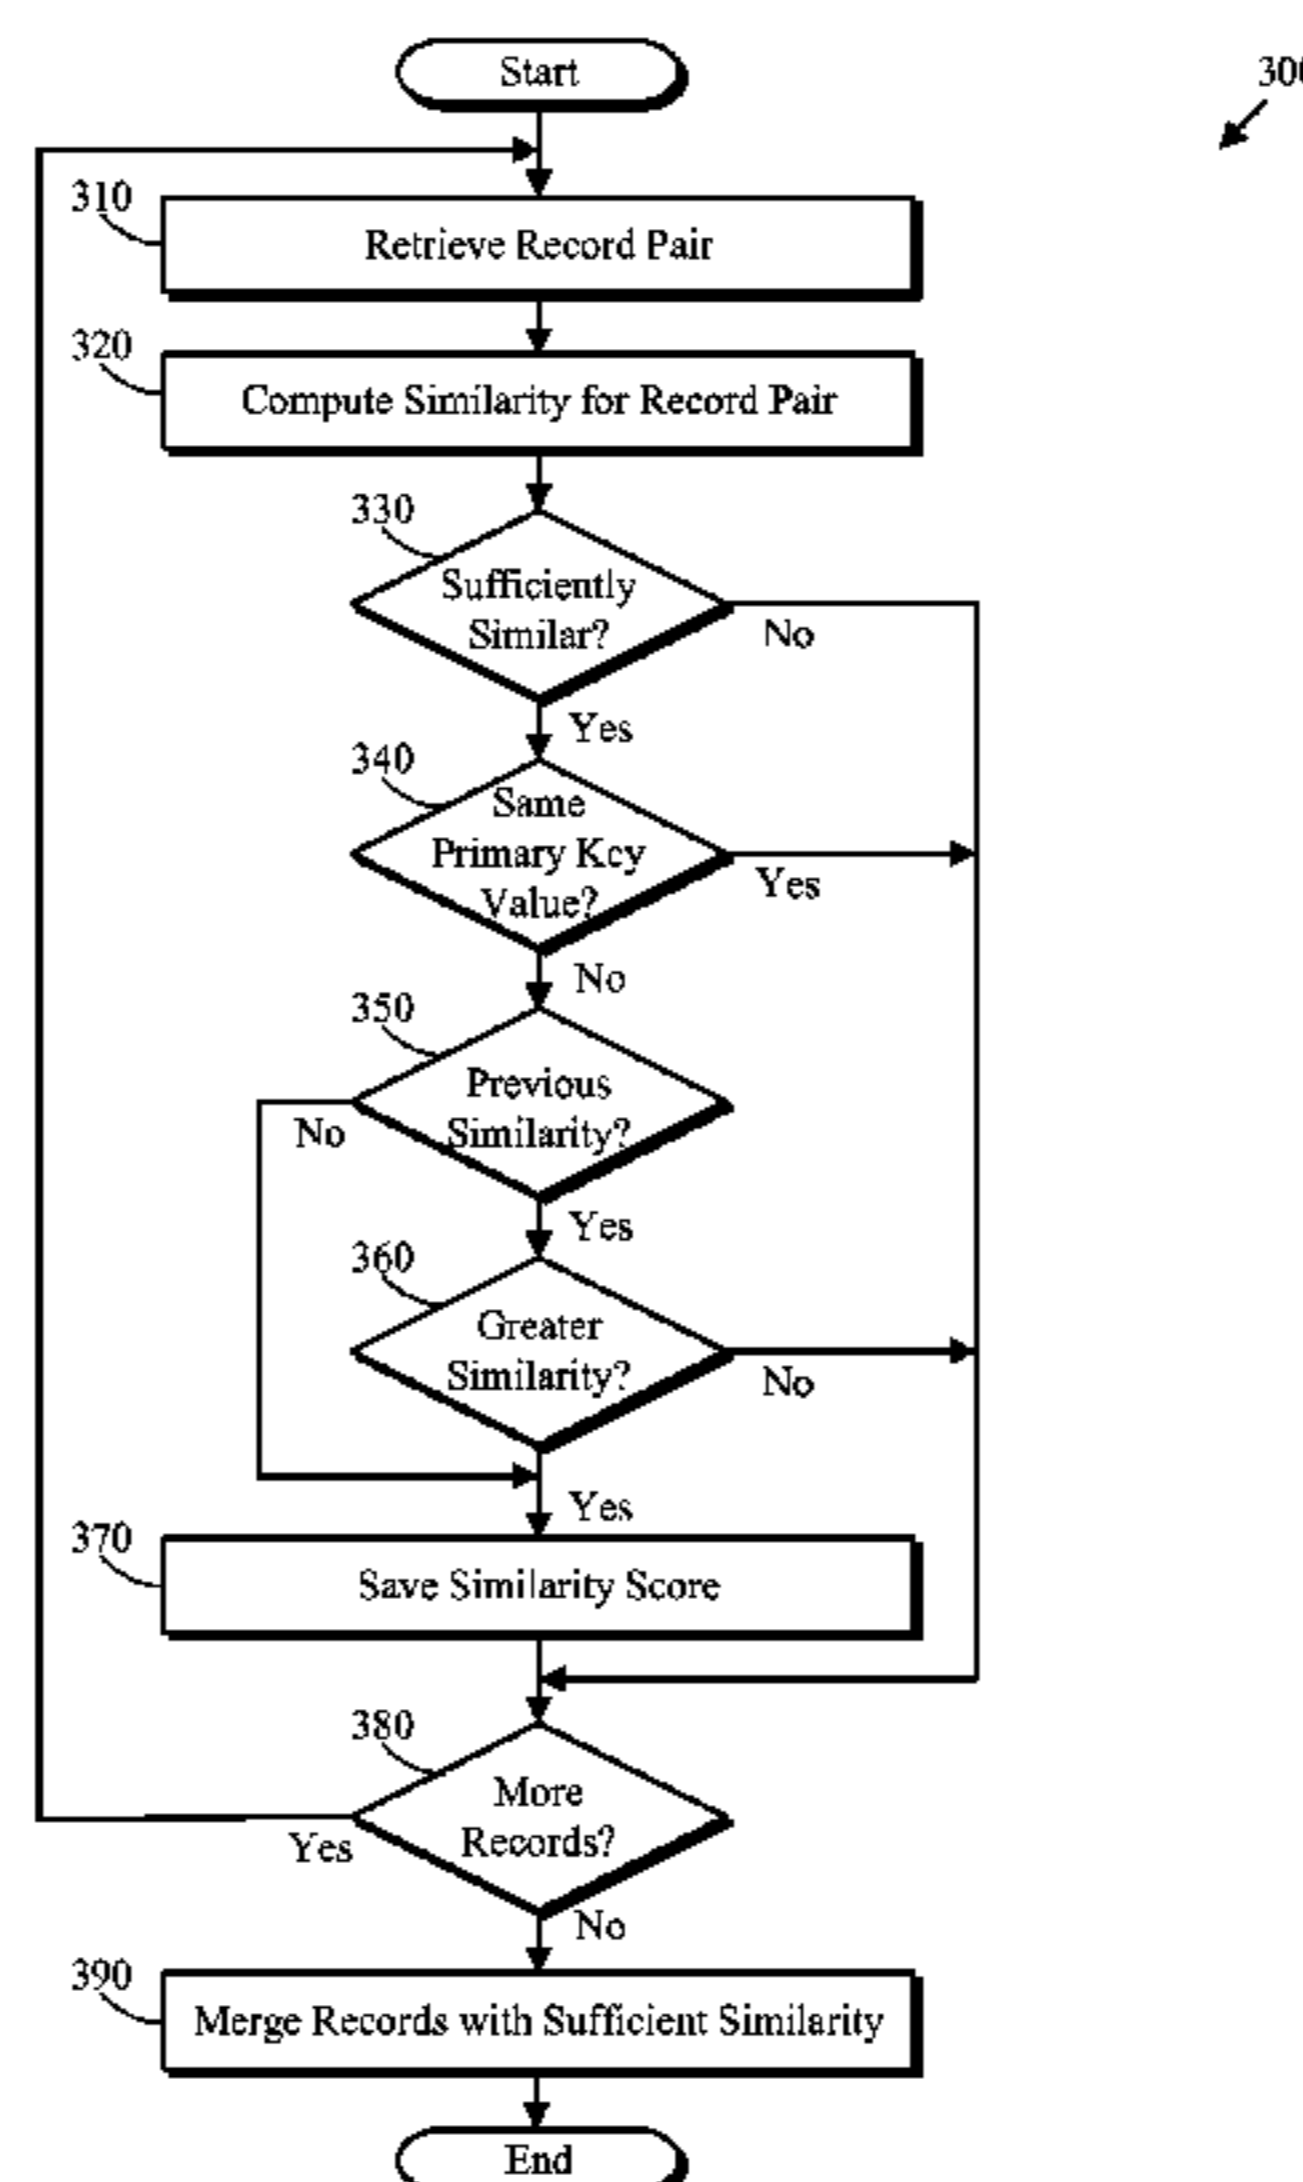 Start
300
310
Retrieve Record Pair
320
Compute Similarity for Record Pair
330
Sufficiently
Similar?
No
Yes
340
Same
Primary Key
Value?
Yes
No
350
Previous
Similarity?
No
Yes
360
Greater
Similarity?
No
Yes
370
Save Similarity Score
380
More
Records?
Yes
No
390
Merge Records with Sufficient Similarity
End